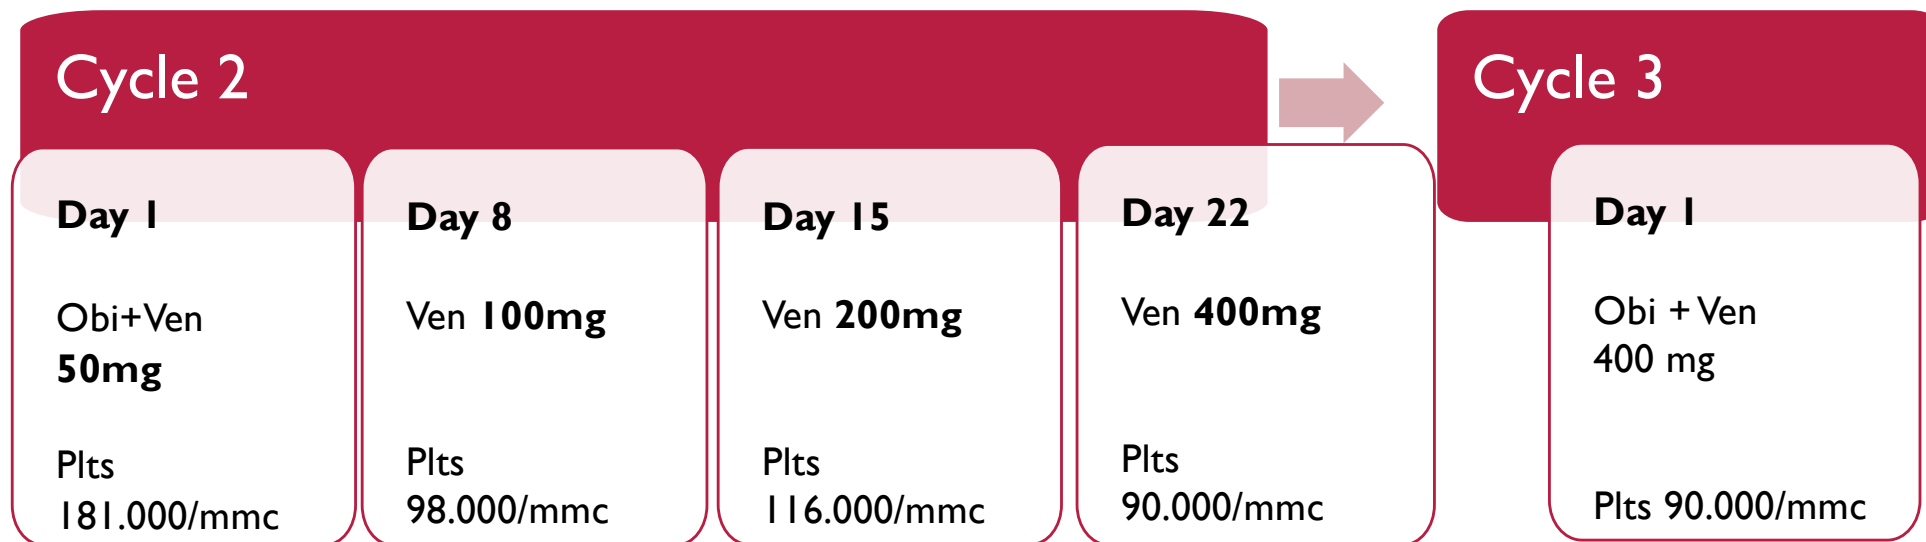 Cycle 2
Day 1
Obi+Ven
50mg
Plts
181.000/mmc
Day 8
Ven 100mg
Plts
98.000/mmc
Day 15
Ven 200mg
Plts
116.000/mmc
Day 22
Ven 400mg
Plts
90.000/mmc
Cycle 3
Day 1
Obi + Ven
400 mg
Plts 90.000/mmc